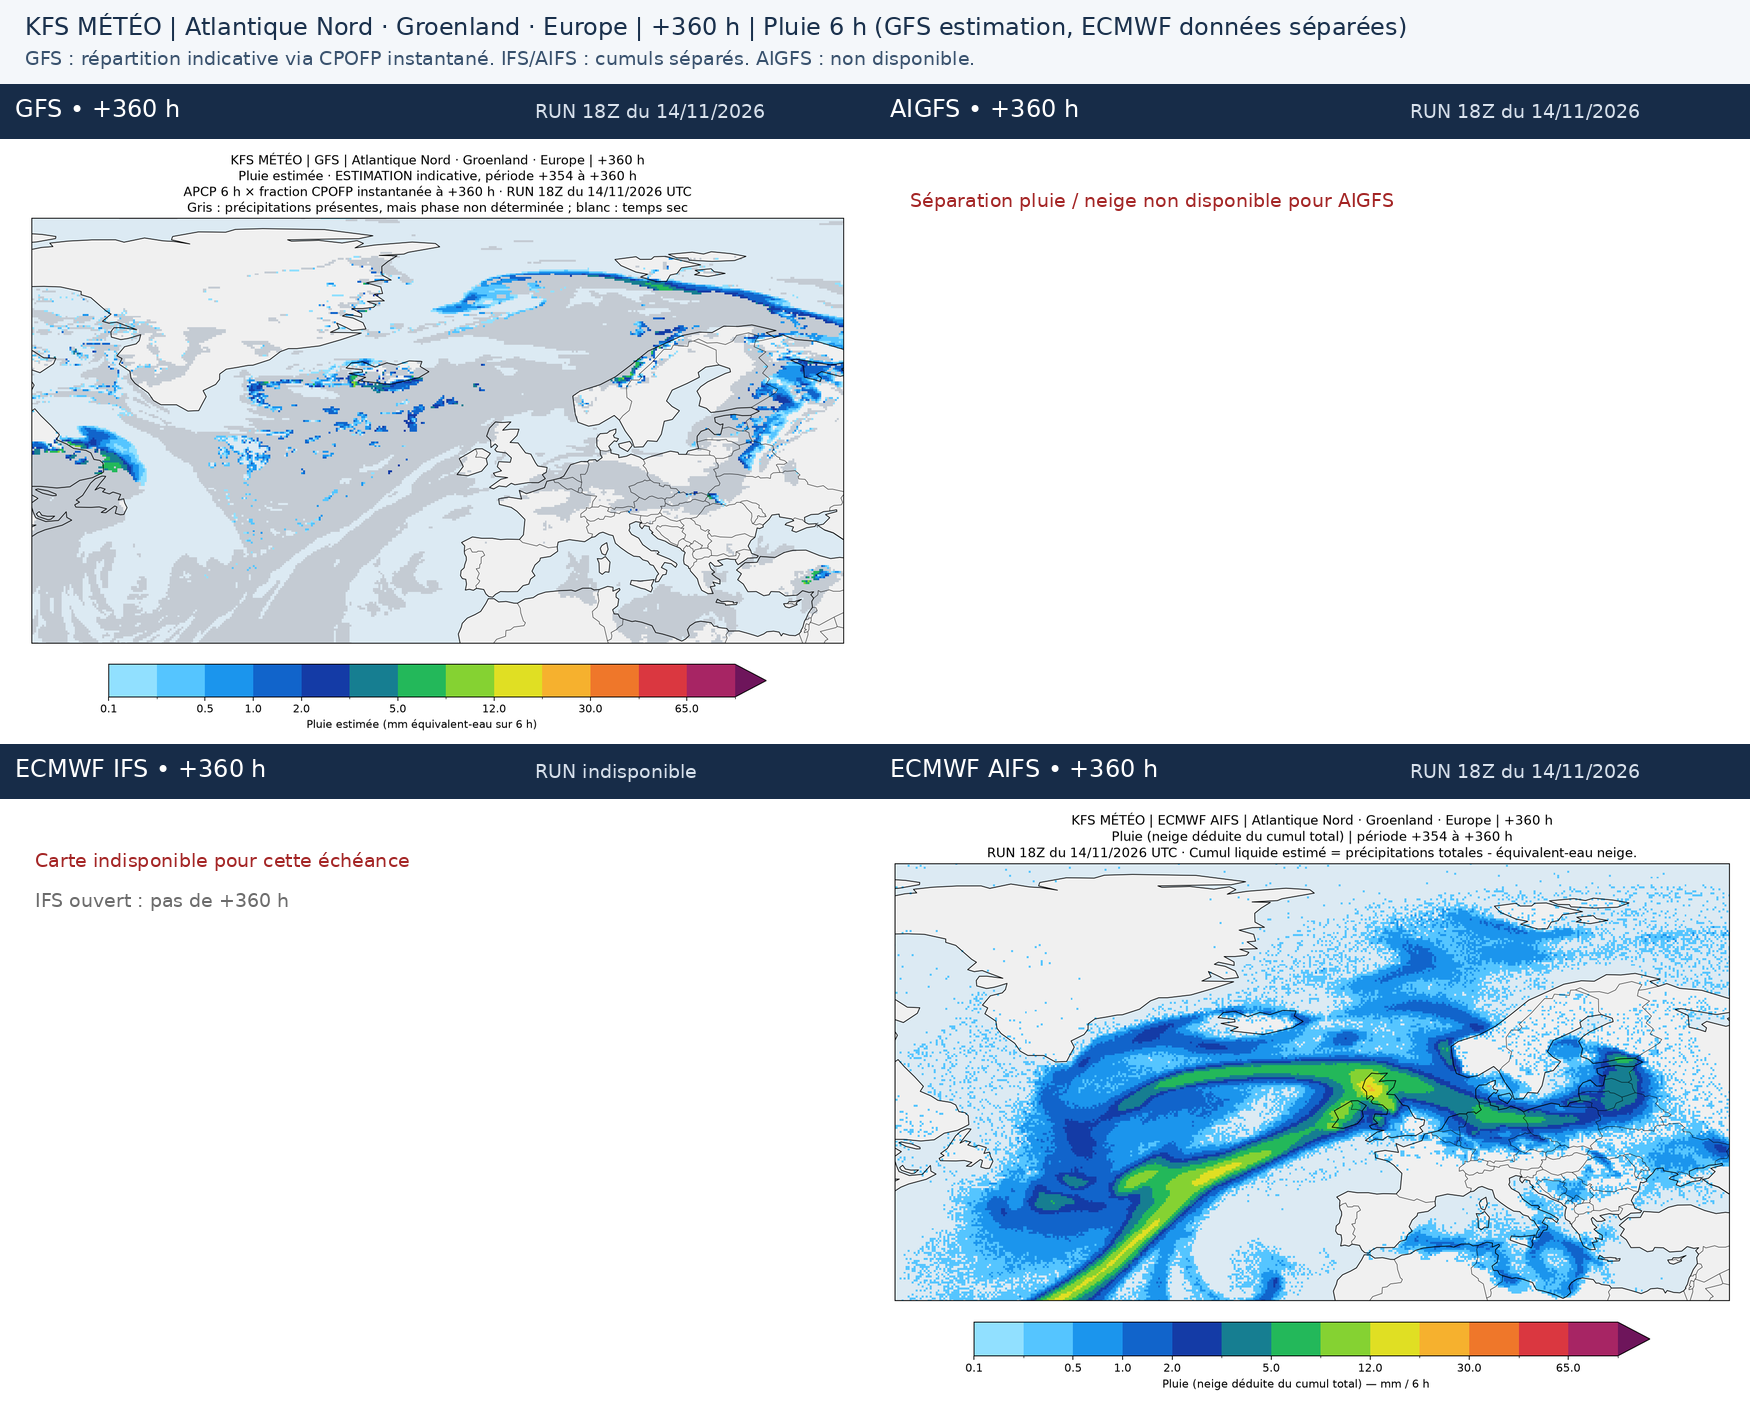 KFS MÉTÉO | Atlantique Nord · Groenland · Europe | +360 h | Pluie 6 h (GFS estimation, ECMWF données séparées)
GFS : répartition indicative via CPOFP instantané. IFS/AIFS : cumuls séparés. AIGFS : non disponible.
GFS • +360 h
RUN 18Z du 14/11/2026
AIGFS • +360 h
RUN 18Z du 14/11/2026
KFS MÉTÉO | GFS | Atlantique Nord · Groenland · Europe | +360 h
Pluie estimée · ESTIMATION indicative, période +354 à +360 h
APCP 6 h × fraction CPOFP instantanée à +360 h · RUN 18Z du 14/11/2026 UTC
Gris : précipitations présentes, mais phase non déterminée ; blanc : temps sec
Séparation pluie / neige non disponible pour AIGFS
0.1 0.5 1.0 2.0 5.0 12.0 30.0 65.0
Pluie estimée (mm équivalent-eau sur 6 h)
ECMWF IFS • +360 h
RUN indisponible
ECMWF AIFS • +360 h
RUN 18Z du 14/11/2026
Carte indisponible pour cette échéance
IFS ouvert : pas de +360 h
KFS MÉTÉO | ECMWF AIFS | Atlantique Nord · Groenland · Europe | +360 h
Pluie (neige déduite du cumul total) | période +354 à +360 h
RUN 18Z du 14/11/2026 UTC · Cumul liquide estimé = précipitations totales - équivalent-eau neige.
0.1 0.5 1.0 2.0 5.0 12.0 30.0 65.0
Pluie (neige déduite du cumul total) — mm / 6 h